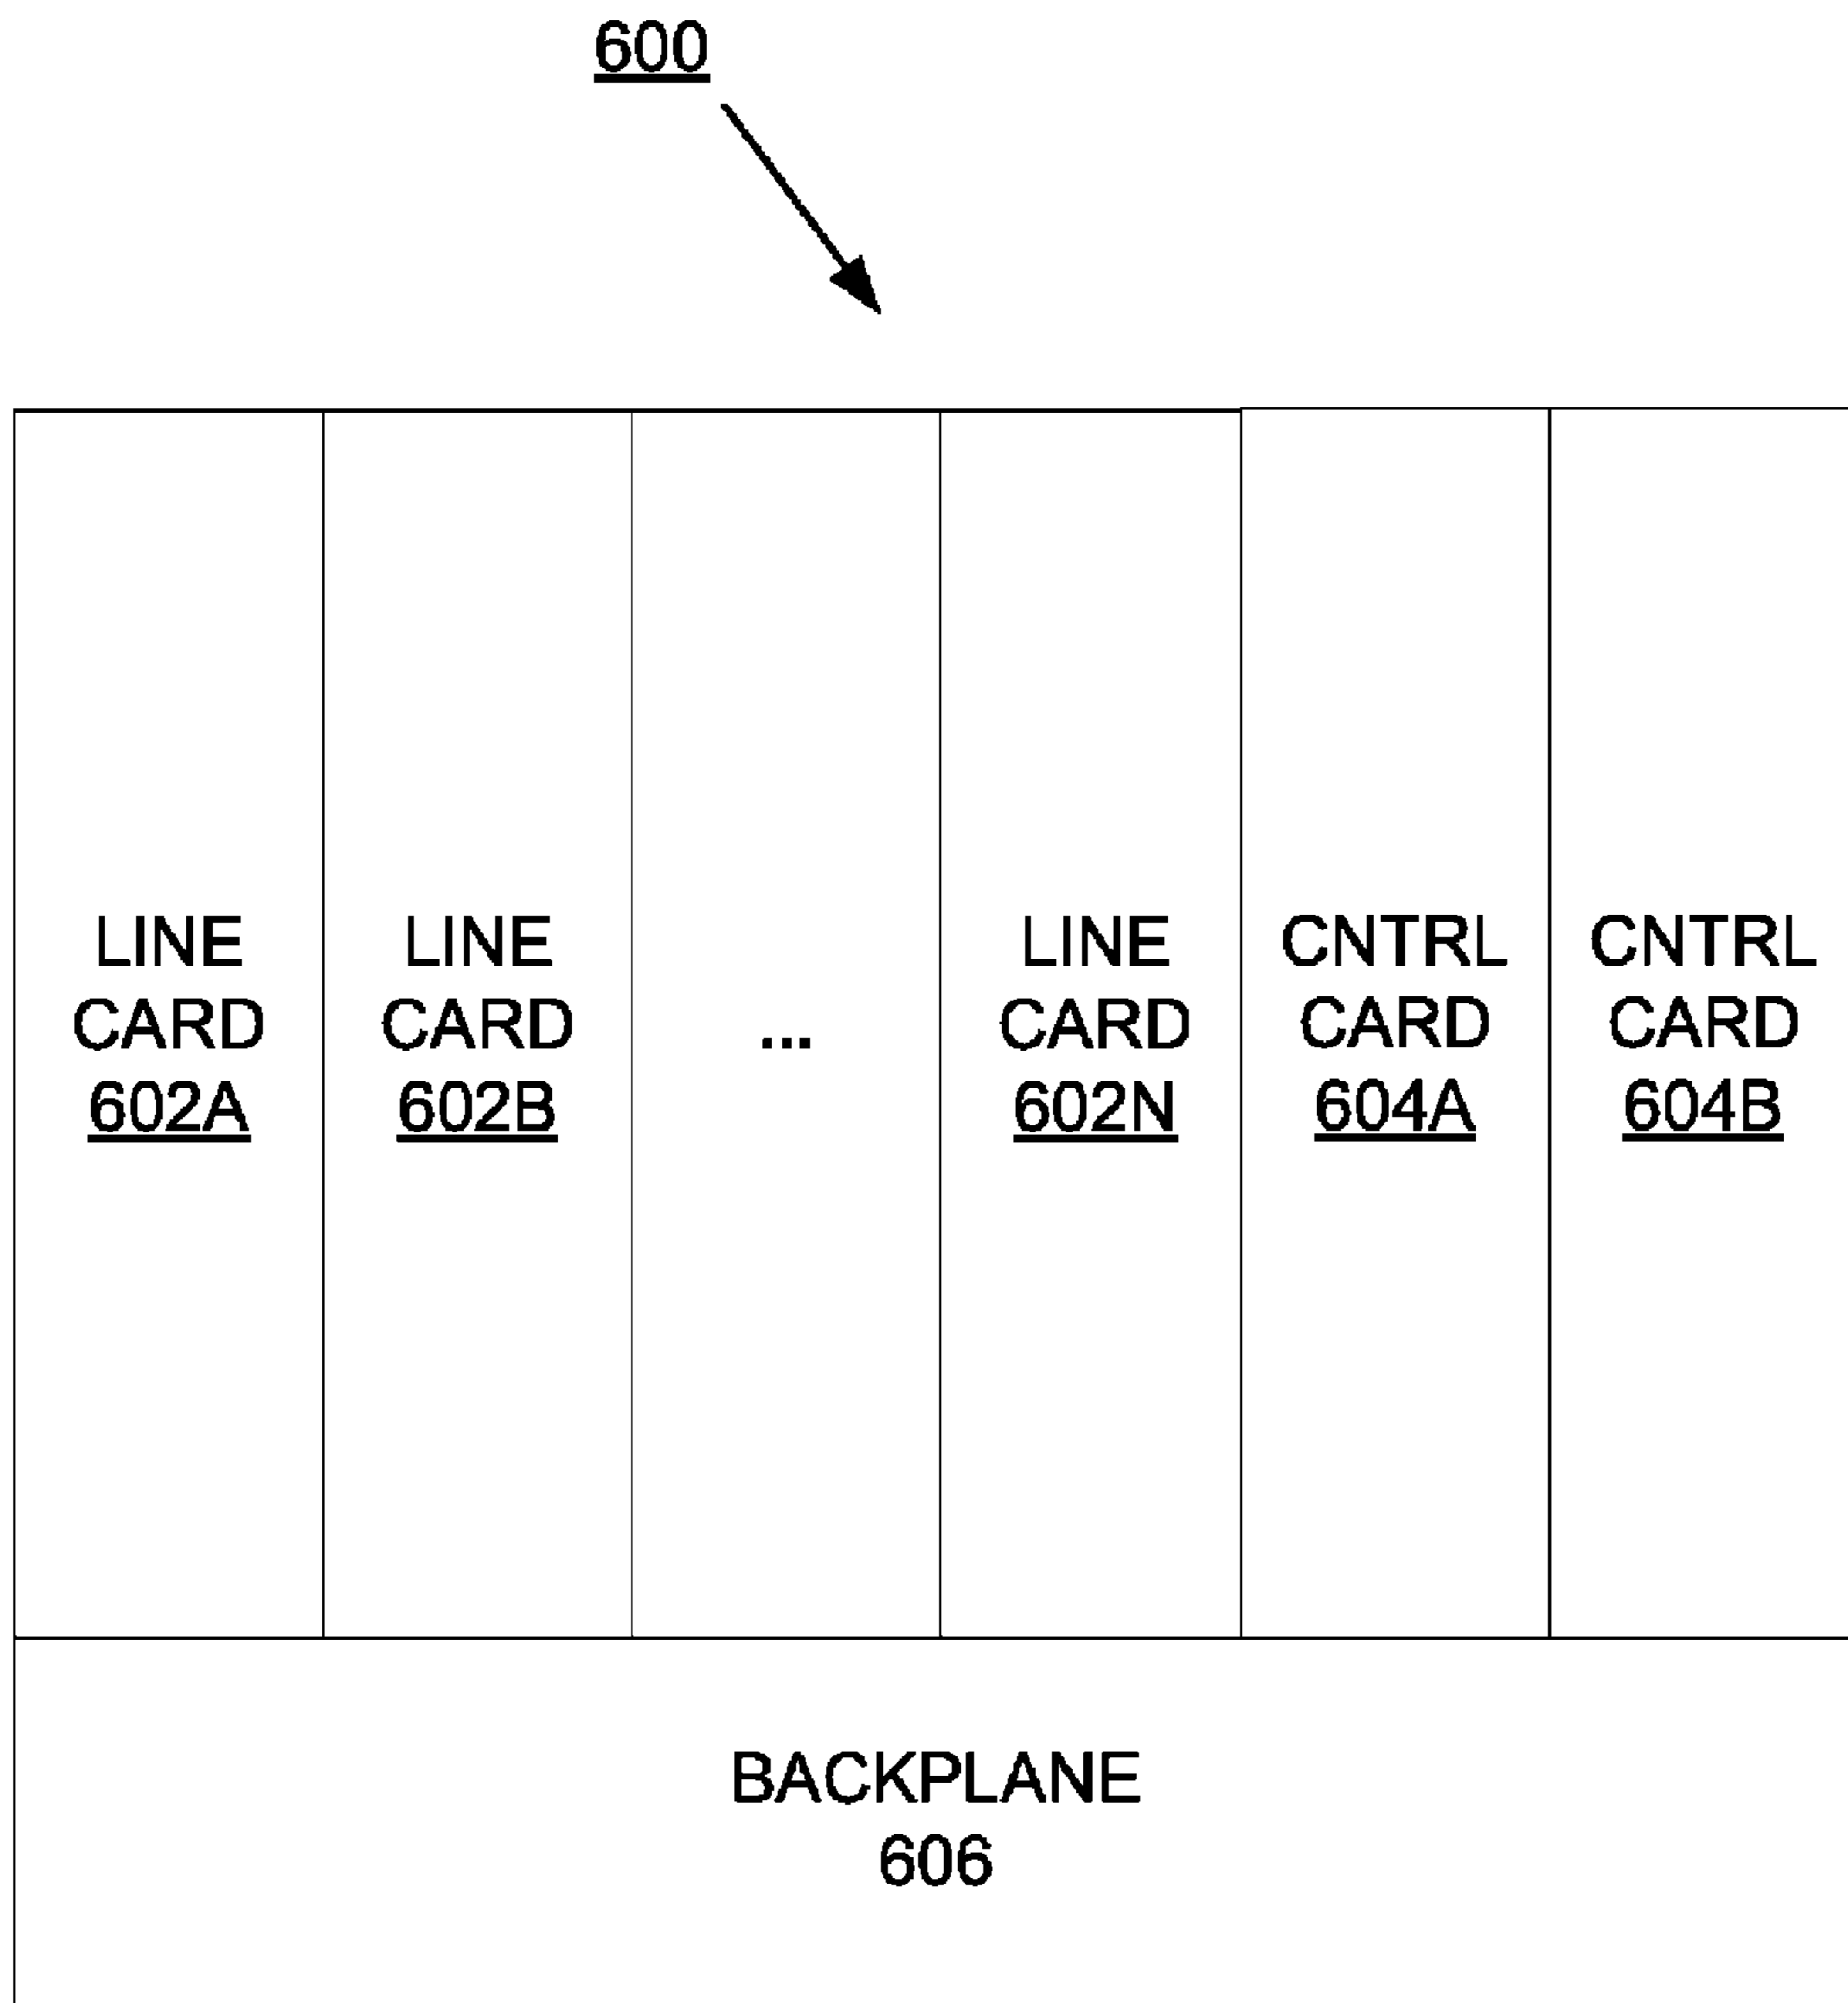 600
LINE
CARD
602A
LINE
CARD
602B
...
LINE
CARD
602N
CNTRL
CARD
604A
CNTRL
CARD
604B
BACKPLANE
606